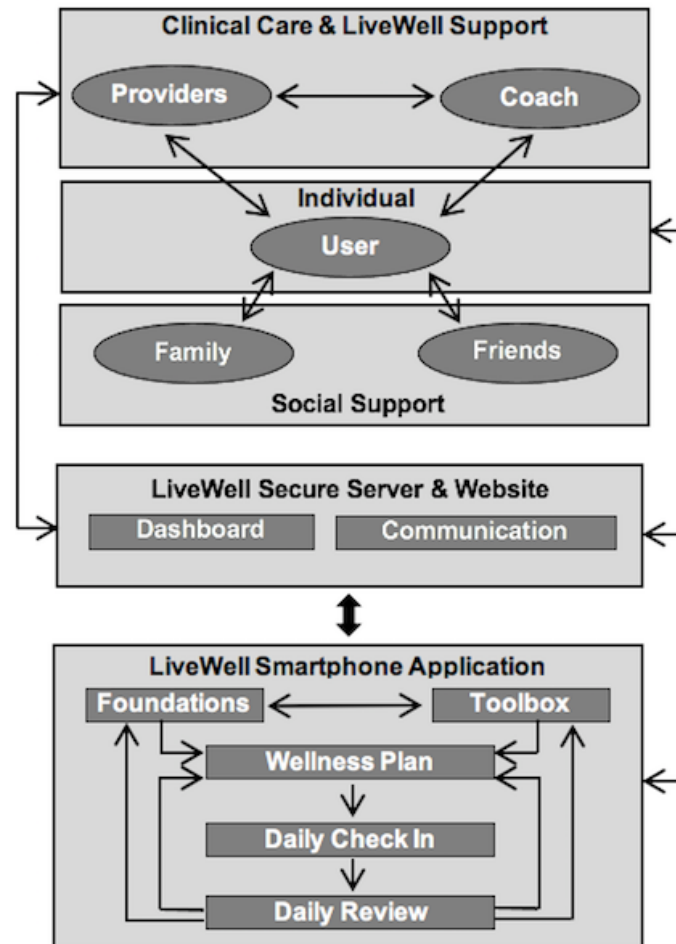 Clinical Care & LiveWell Support
Providers
Coach
Individual
User
Family
Friends
Social Support
LiveWell Secure Server & Website
Dashboard
Communication
LiveWell Smartphone Application
Foundations
Toolbox
Wellness Plan
Daily Check In
Daily Review